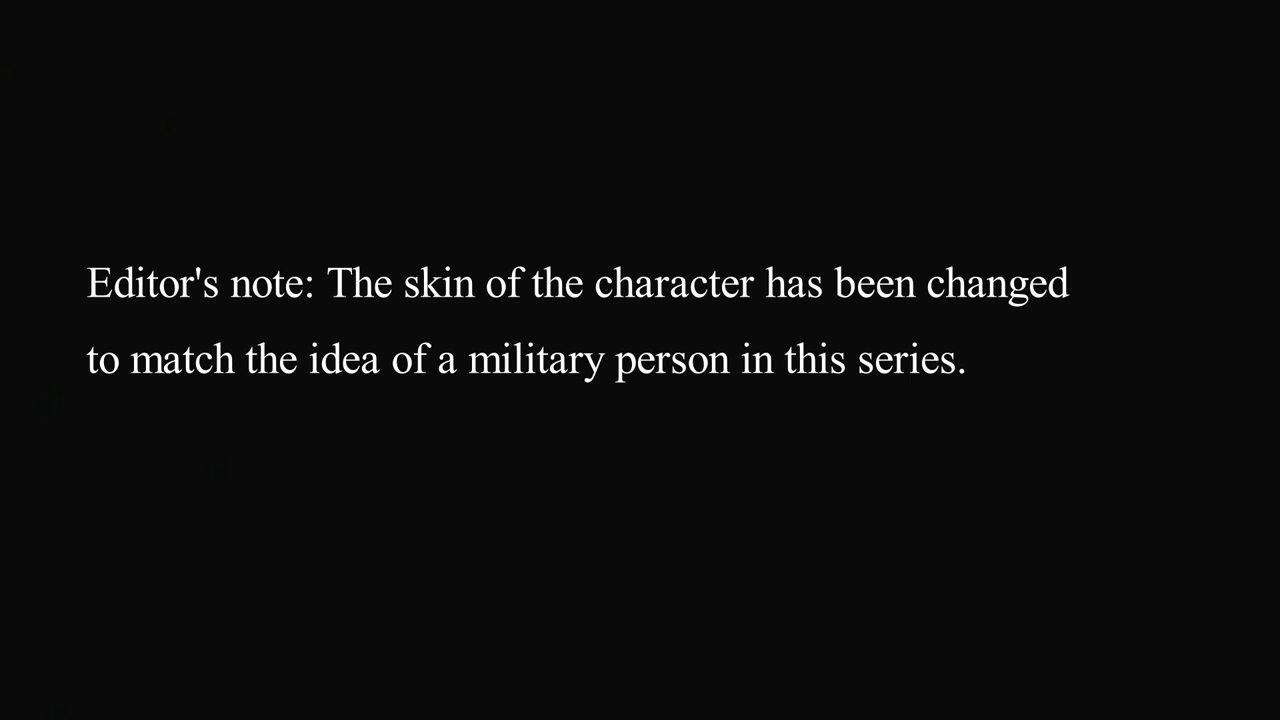 Editor's note: The skin of the character has been changed
to match the idea of a military person in this series.